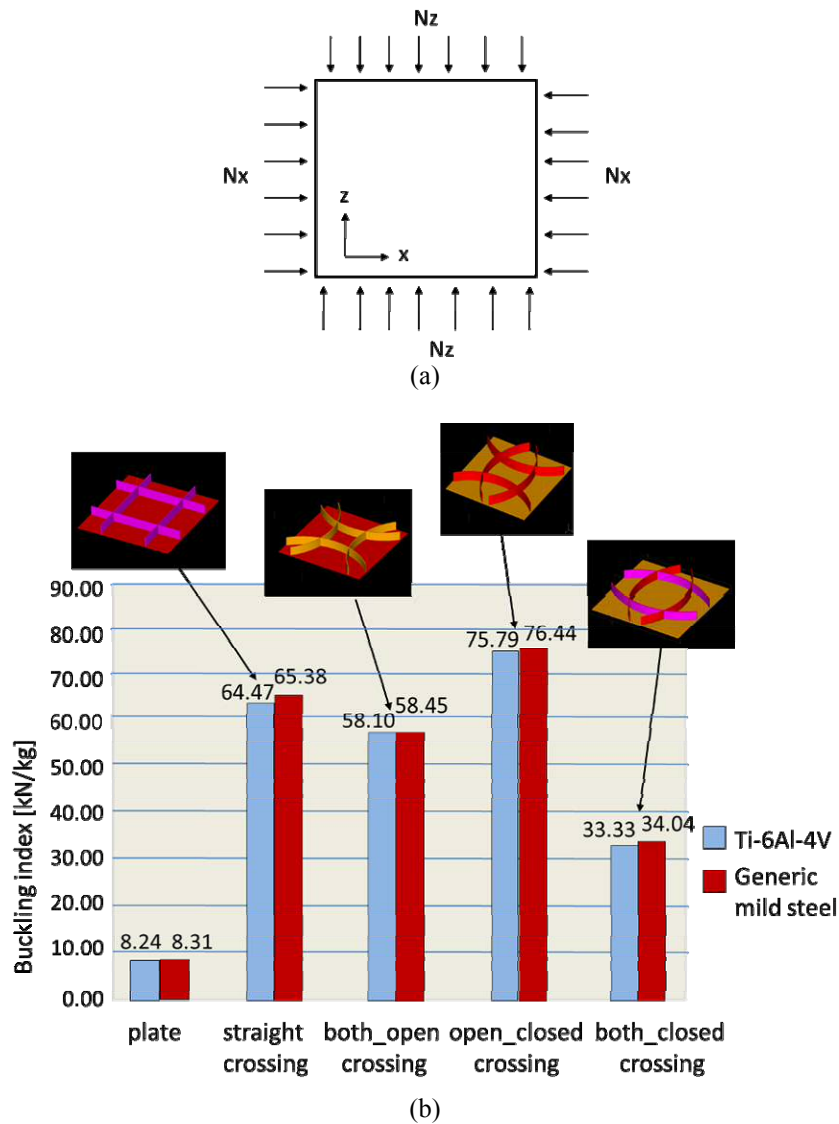 Nz
Nx
Nx
z
x
Nz
(a)
90.00
80.00
70.00
60.00
50.00
40.00
30.00
20.00
10.00
0.00
Buckling index [kN/kg]
8.24 8.31
64.47 65.38
58.10 58.45
75.79 76.44
33.33 34.04
Ti-6Al-4V
Generic
mild steel
plate
straight
crossing
both_open
crossing
open_closed
crossing
both_closed
crossing
(b)